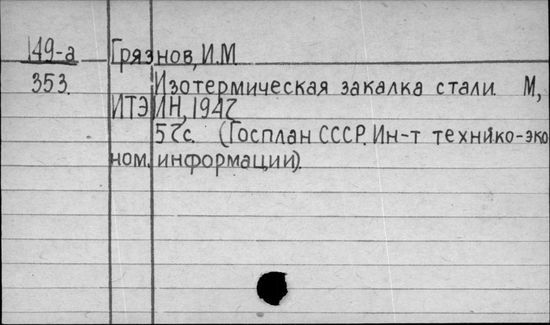 149-а Грязнов, И.М
353. Изотермическая закалка стали. М,
ИТЭИН, 1947
57с. (Госплан СССР. Ин-т технико-эко
ном. информации).